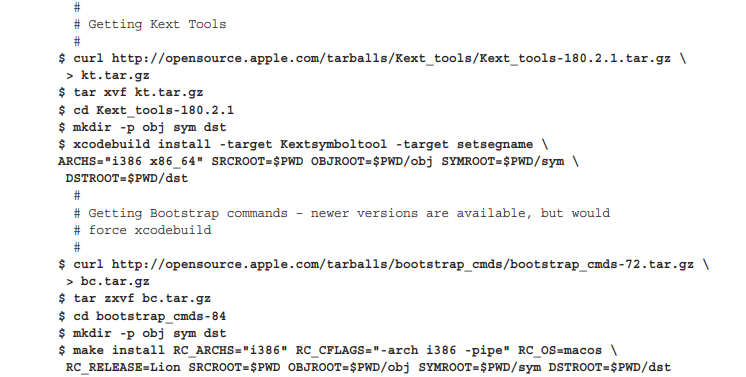 #
# Getting Kext Tools
#
$ curl http://opensource.apple.com/tarballs/Kext_tools/Kext_tools-180.2.1.tar.gz \
> kt.tar.gz
$ tar xvf kt.tar.gz
$ cd Kext_tools-180.2.1
$ mkdir -p obj sym dst
$ xcodebuild install -target Kextsymboltool -target setsegname \
ARCHS="i386 x86_64" SRCROOT=$PWD OBJROOT=$PWD/obj SYMROOT=$PWD/sym \
DSTROOT=$PWD/dst
#
# Getting Bootstrap commands - newer versions are available, but would
# force xcodebuild
#
$ curl http://opensource.apple.com/tarballs/bootstrap_cmds/bootstrap_cmds-72.tar.gz \
> bc.tar.gz
$ tar zxvf bc.tar.gz
$ cd bootstrap_cmds-84
$ mkdir -p obj sym dst
$ make install RC_ARCHS="i386" RC_CFLAGS="-arch i386 -pipe" RC_OS=macos \
RC_RELEASE=Lion SRCROOT=$PWD OBJROOT=$PWD/obj SYMROOT=$PWD/sym DSTROOT=$PWD/dst